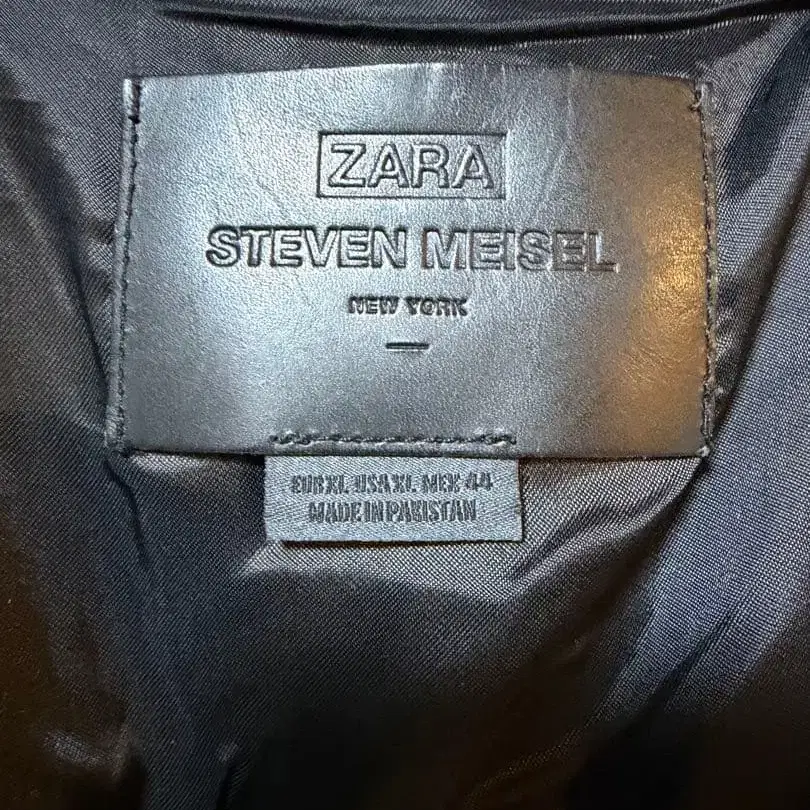 ZARA
STEVEN MEISEL
NEW YORK
EUR XL USA XL MEX 44
MADE IN PAKISTAN